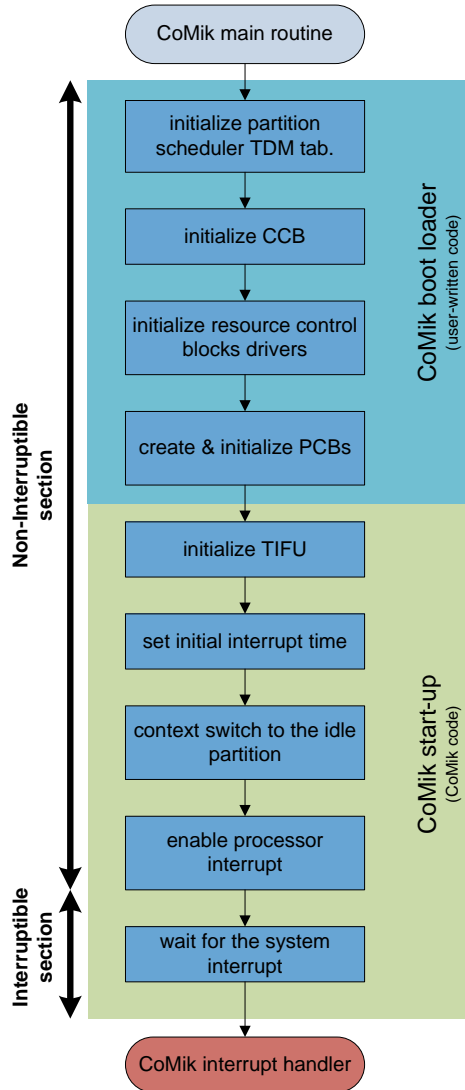 CoMik main routine
initialize partition
scheduler TDM tab.
initialize CCB
initialize resource control
blocks drivers
create & initialize PCBs
CoMik boot loader
(user-written code)
Non-Interruptible
section
initialize TIFU
set initial interrupt time
context switch to the idle
partition
enable processor
interrupt
CoMik start-up
(CoMik code)
Interruptible
section
wait for the system
interrupt
CoMik interrupt handler